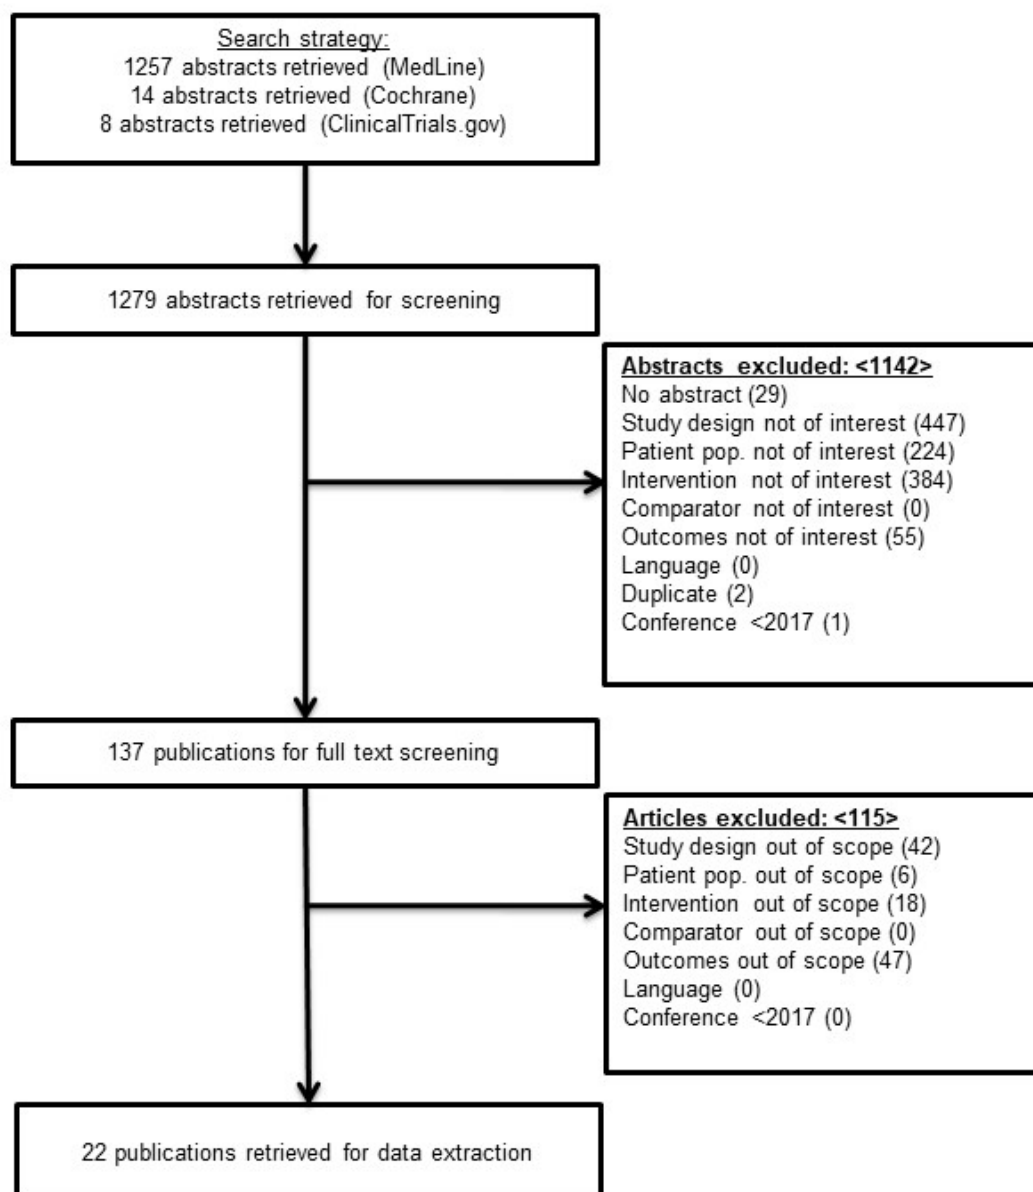 Search strategy:
1257 abstracts retrieved (MedLine)
14 abstracts retrieved (Cochrane)
8 abstracts retrieved (ClinicalTrials.gov)
1279 abstracts retrieved for screening
Abstracts excluded: <1142>
No abstract (29)
Study design not of interest (447)
Patient pop. not of interest (224)
Intervention not of interest (384)
Comparator not of interest (0)
Outcomes not of interest (55)
Language (0)
Duplicate (2)
Conference <2017 (1)
137 publications for full text screening
Articles excluded: <115>
Study design out of scope (42)
Patient pop. out of scope (6)
Intervention out of scope (18)
Comparator out of scope (0)
Outcomes out of scope (47)
Language (0)
Conference <2017 (0)
22 publications retrieved for data extraction